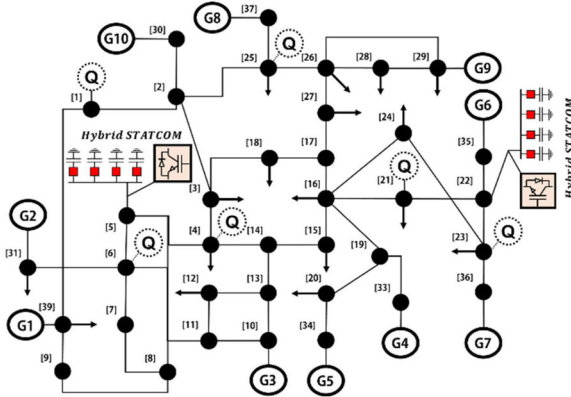 [37]
G8
[30]
G10
[25]
Q
[26]
[28]
[29]
G9
Q
[1]
[2]
[27]
G6
Hybrid STATCOM
[24]
Hybrid STATCOM
[18]
[17]
Q
[35]
[3]
[16]
[21]
[22]
G2
[5]
Q
[4]
[14]
[15]
[23]
Q
[31]
[6]
Q
[19]
[12]
[13]
[20]
[36]
[39]
G1
[7]
[33]
[11]
[10]
[34]
[9]
[8]
G3
G5
G4
G7